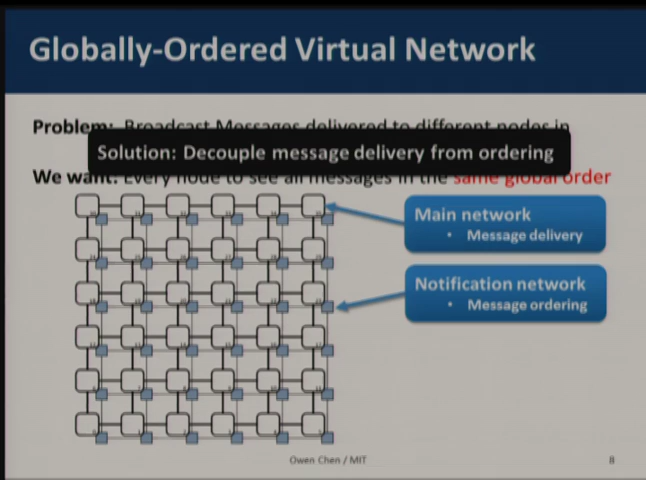 Globally-Ordered Virtual Network
Problem: Broadcast Messages delivered to different nodes in
Solution: Decouple message delivery from ordering
We want: Every node to see all messages in the same global order
Main network
• Message delivery
Notification network
• Message ordering
Owen Chen / MIT
8